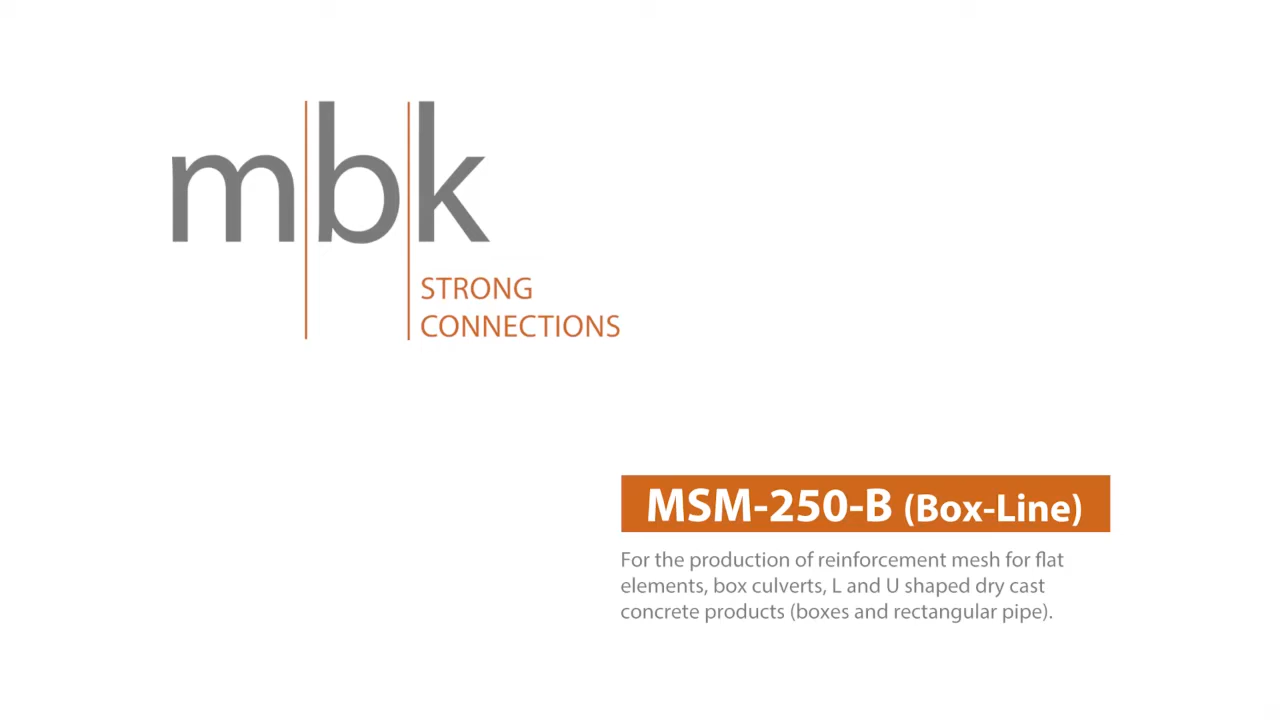 mbk
STRONG
CONNECTIONS
MSM-250-B (Box-Line)
For the production of reinforcement mesh for flat
elements, box culverts, L and U shaped dry cast
concrete products (boxes and rectangular pipe).